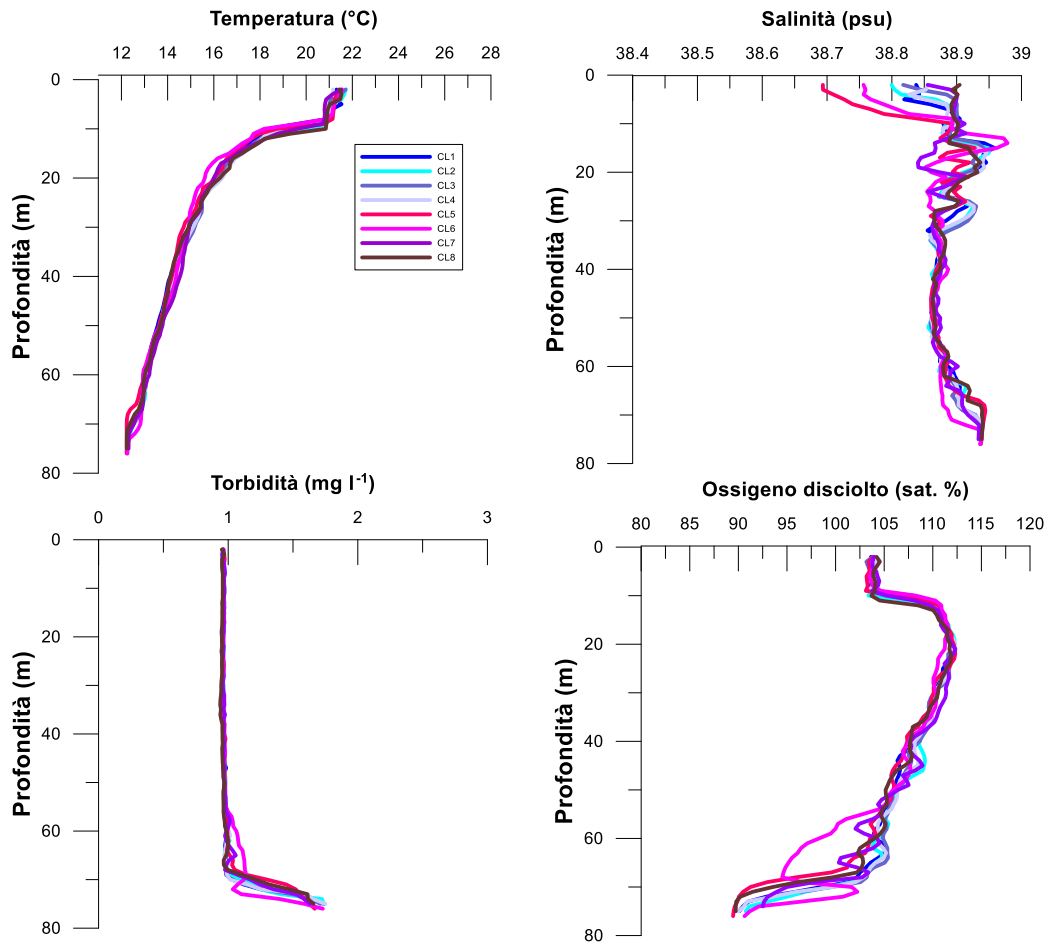 Temperatura (°C)
12 14 16 18 20 22 24 26 28
0
20
40
60
80
Profondità (m)
CL1
CL2
CL3
CL4
CL5
CL6
CL7
CL8
Salinità (psu)
38.4 38.5 38.6 38.7 38.8 38.9 39
0
20
40
60
80
Profondità (m)
Torbidità (mg l-1)
0 1 2 3
0
20
40
60
80
Profondità (m)
Ossigeno disciolto (sat. %)
80 85 90 95 100 105 110 115 120
0
20
40
60
80
Profondità (m)